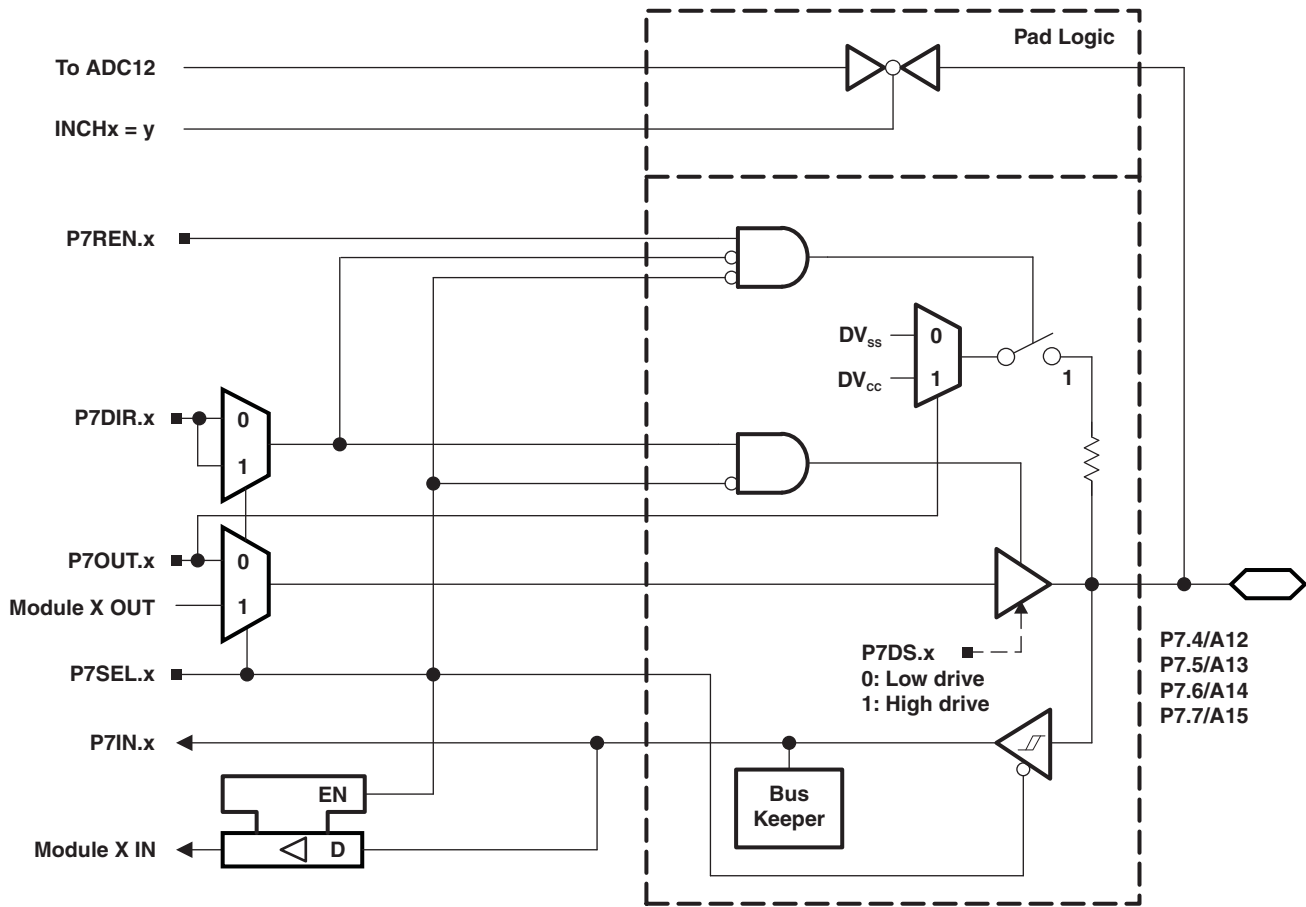 Pad Logic
To ADC12
INCHx = y
P7REN.x
DVss
0
DVcc
1
1
P7DIR.x
0
1
P7OUT.x
0
Module X OUT
1
P7DS.x
0: Low drive
1: High drive
P7.4/A12
P7.5/A13
P7.6/A14
P7.7/A15
P7SEL.x
P7IN.x
Bus
Keeper
EN
Module X IN
D